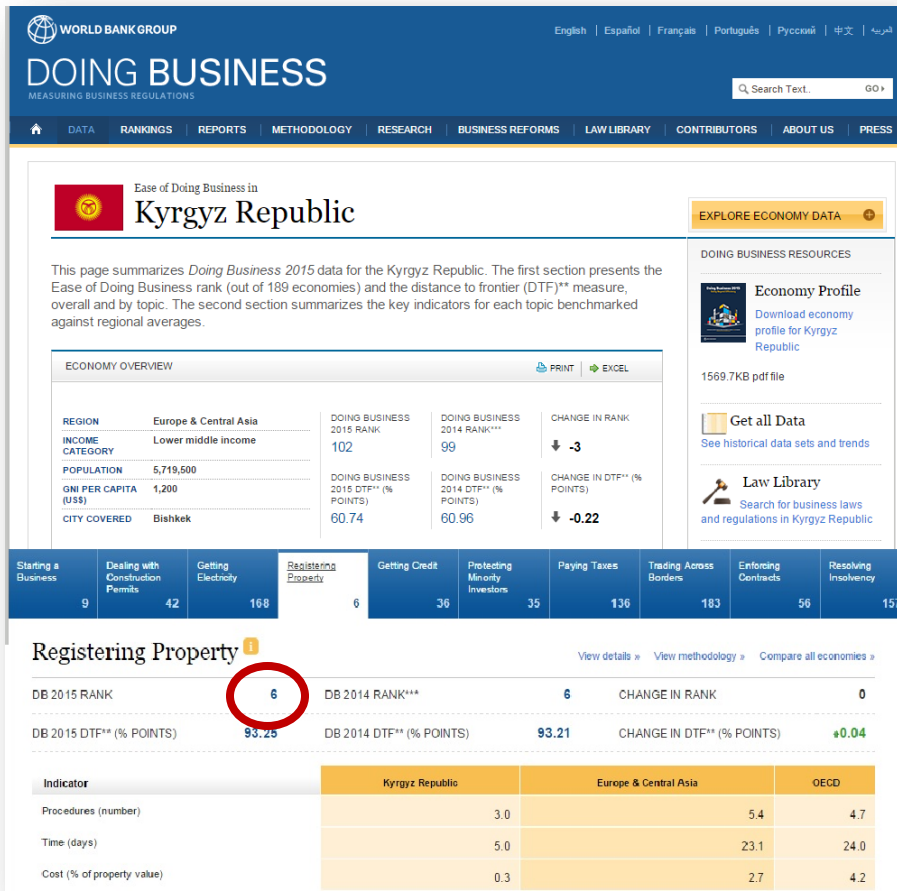 WORLD BANK GROUP
English | Español | Français | Português | Русский | 中文 | العربية
DOING BUSINESS
MEASURING BUSINESS REGULATIONS
Search Text.. GO
DATA RANKINGS REPORTS METHODOLOGY RESEARCH BUSINESS REFORMS LAW LIBRARY CONTRIBUTORS ABOUT US PRESS
Ease of Doing Business in
Kyrgyz Republic
EXPLORE ECONOMY DATA
This page summarizes Doing Business 2015 data for the Kyrgyz Republic. The first section presents the
Ease of Doing Business rank (out of 189 economies) and the distance to frontier (DTF)** measure,
overall and by topic. The second section summarizes the key indicators for each topic benchmarked
against regional averages.
DOING BUSINESS RESOURCES
Economy Profile
Download economy
profile for Kyrgyz
Republic
1569.7KB pdf file
Get all Data
See historical data sets and trends
Law Library
Search for business laws
and regulations in Kyrgyz Republic
ECONOMY OVERVIEW PRINT EXCEL
REGION Europe & Central Asia
INCOME
CATEGORY Lower middle income
POPULATION 5,719,500
GNI PER CAPITA
(US$) 1,200
CITY COVERED Bishkek
DOING BUSINESS
2015 RANK
102
DOING BUSINESS
2014 RANK***
99
CHANGE IN RANK
-3
DOING BUSINESS
2015 DTF** (%
POINTS)
60.74
DOING BUSINESS
2014 DTF** (%
POINTS)
60.96
CHANGE IN DTF** (%
POINTS)
-0.22
Starting a
Business
9
Dealing with
Construction
Permits
42
Getting
Electricity
168
Registering
Property
6
Getting Credit
36
Protecting
Minority
Investors
35
Paying Taxes
136
Trading Across
Borders
183
Enforcing
Contracts
56
Resolving
Insolvency
157
Registering Property i
View details » View methodology » Compare all economies »
DB 2015 RANK 6 DB 2014 RANK*** 6 CHANGE IN RANK 0
DB 2015 DTF** (% POINTS) 93.25 DB 2014 DTF** (% POINTS) 93.21 CHANGE IN DTF** (% POINTS) 0.04
Indicator Kyrgyz Republic Europe & Central Asia OECD
Procedures (number) 3.0 5.4 4.7
Time (days) 5.0 23.1 24.0
Cost (% of property value) 0.3 2.7 4.2